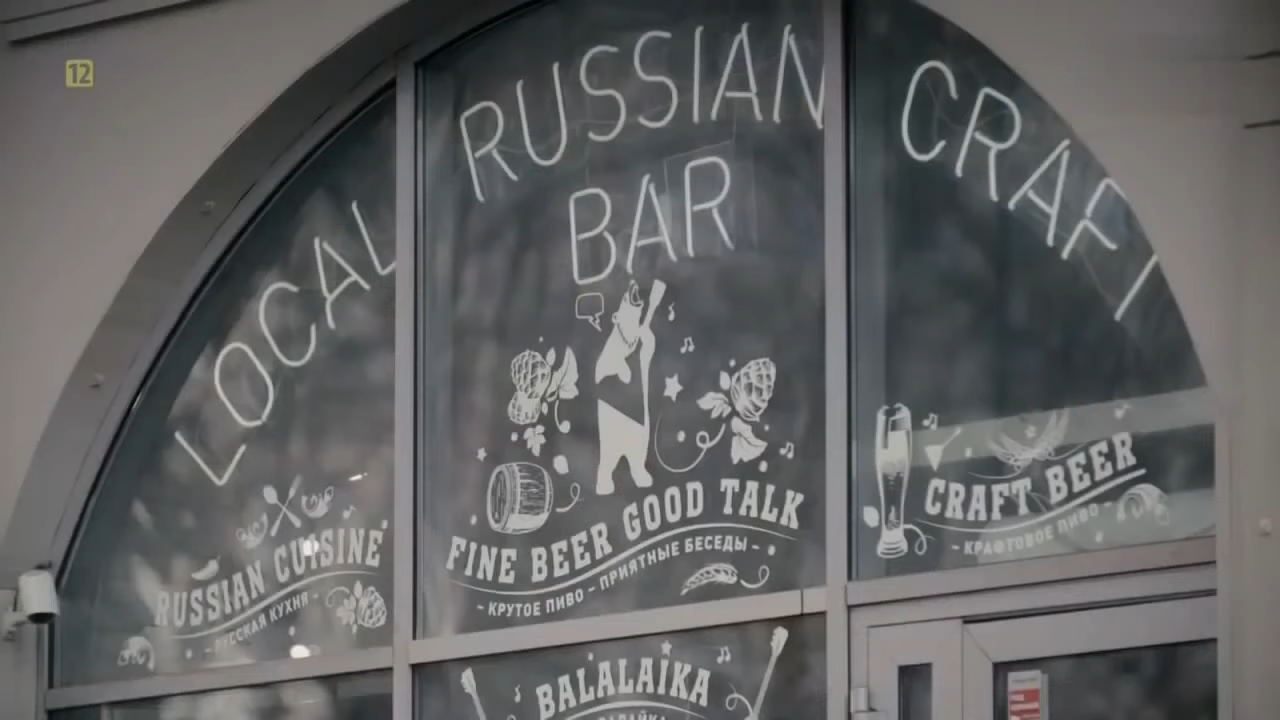 12
LOCAL
RUSSIAN
BAR
CRAFT
RUSSIAN CUISINE
- РУССКАЯ КУХНЯ -
FINE BEER GOOD TALK
- КРУТОЕ ПИВО - ПРИЯТНЫЕ БЕСЕДЫ -
CRAFT BEER
- КРАФТОВОЕ ПИВО -
BALALAIKA